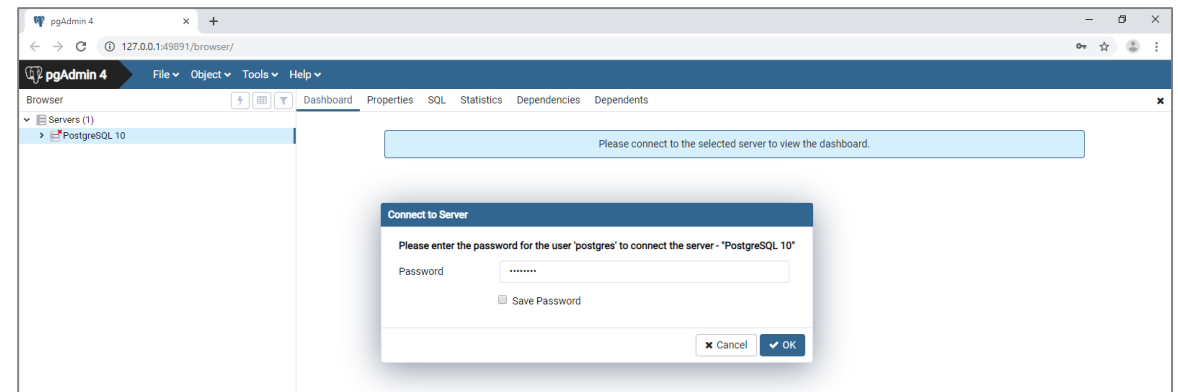 pgAdmin 4
127.0.0.1:49891/browser/
pgAdmin 4 File Object Tools Help
Browser Dashboard Properties SQL Statistics Dependencies Dependents
Servers (1)
PostgreSQL 10
Please connect to the selected server to view the dashboard.
Connect to Server
Please enter the password for the user 'postgres' to connect the server - "PostgreSQL 10"
Password ••••••••
Save Password
Cancel OK